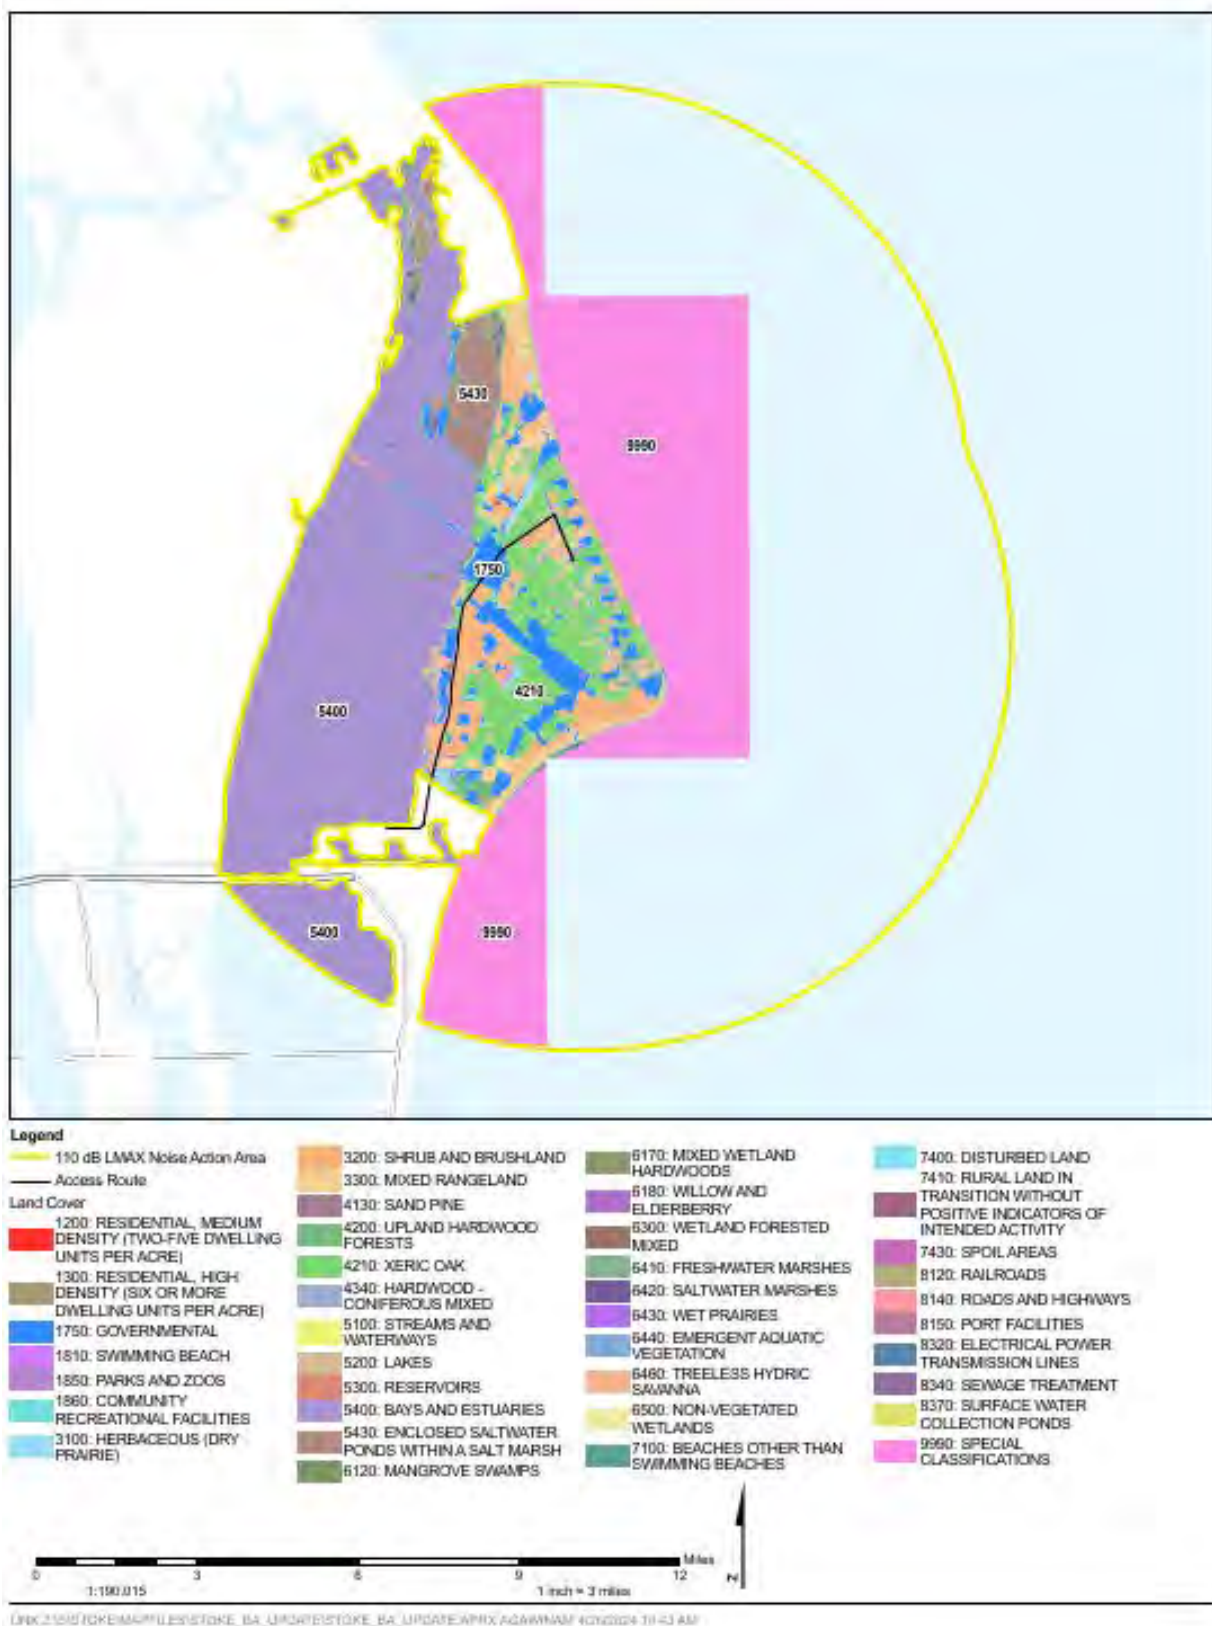 5430
9990
1750
4210
5400
5400
9990
Legend
110 dB LMAX Noise Action Area
Access Route
Land Cover
1200: RESIDENTIAL, MEDIUM
DENSITY (TWO-FIVE DWELLING
UNITS PER ACRE)
1300: RESIDENTIAL, HIGH
DENSITY (SIX OR MORE
DWELLING UNITS PER ACRE)
1750: GOVERNMENTAL
1810: SWIMMING BEACH
1850: PARKS AND ZOOS
1860: COMMUNITY
RECREATIONAL FACILITIES
3100: HERBACEOUS (DRY
PRAIRIE)
3200: SHRUB AND BRUSHLAND
3300: MIXED RANGELAND
4130: SAND PINE
4200: UPLAND HARDWOOD
FORESTS
4210: XERIC OAK
4340: HARDWOOD -
CONIFEROUS MIXED
5100: STREAMS AND
WATERWAYS
5200: LAKES
5300: RESERVOIRS
5400: BAYS AND ESTUARIES
5430: ENCLOSED SALTWATER
PONDS WITHIN A SALT MARSH
6120: MANGROVE SWAMPS
6170: MIXED WETLAND
HARDWOODS
6180: WILLOW AND
ELDERBERRY
6300: WETLAND FORESTED
MIXED
6410: FRESHWATER MARSHES
6420: SALTWATER MARSHES
6430: WET PRAIRIES
6440: EMERGENT AQUATIC
VEGETATION
6460: TREELESS HYDRIC
SAVANNA
6500: NON-VEGETATED
WETLANDS
7100: BEACHES OTHER THAN
SWIMMING BEACHES
7400: DISTURBED LAND
7410: RURAL LAND IN
TRANSITION WITHOUT
POSITIVE INDICATORS OF
INTENDED ACTIVITY
7430: SPOIL AREAS
8120: RAILROADS
8140: ROADS AND HIGHWAYS
8150: PORT FACILITIES
8320: ELECTRICAL POWER
TRANSMISSION LINES
8340: SEWAGE TREATMENT
8370: SURFACE WATER
COLLECTION PONDS
9990: SPECIAL
CLASSIFICATIONS
Miles
0 3 6 9 12
N
1:190,015
1 inch = 3 miles